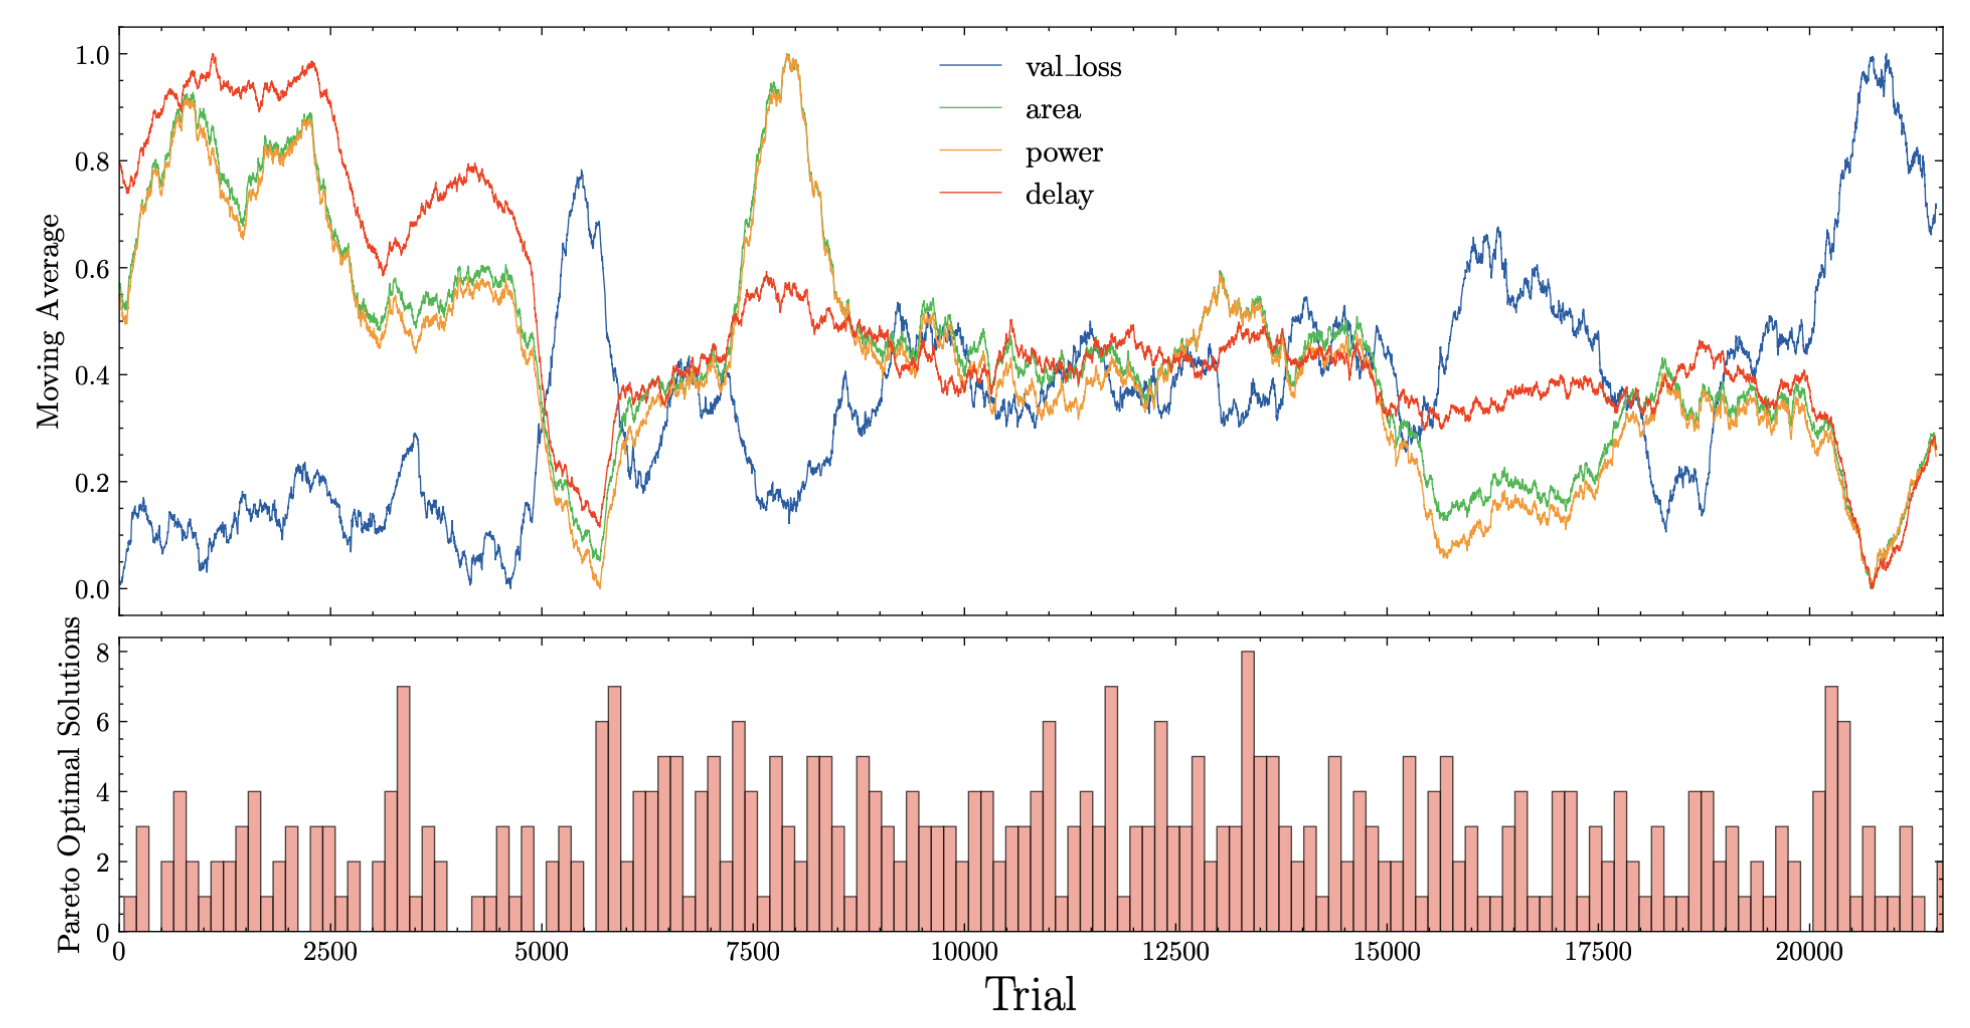 1.0
0.8
0.6
0.4
0.2
0.0
Moving Average
val_loss
area
power
delay
8
6
4
2
0
Pareto Optimal Solutions
0 2500 5000 7500 10000 12500 15000 17500 20000
Trial